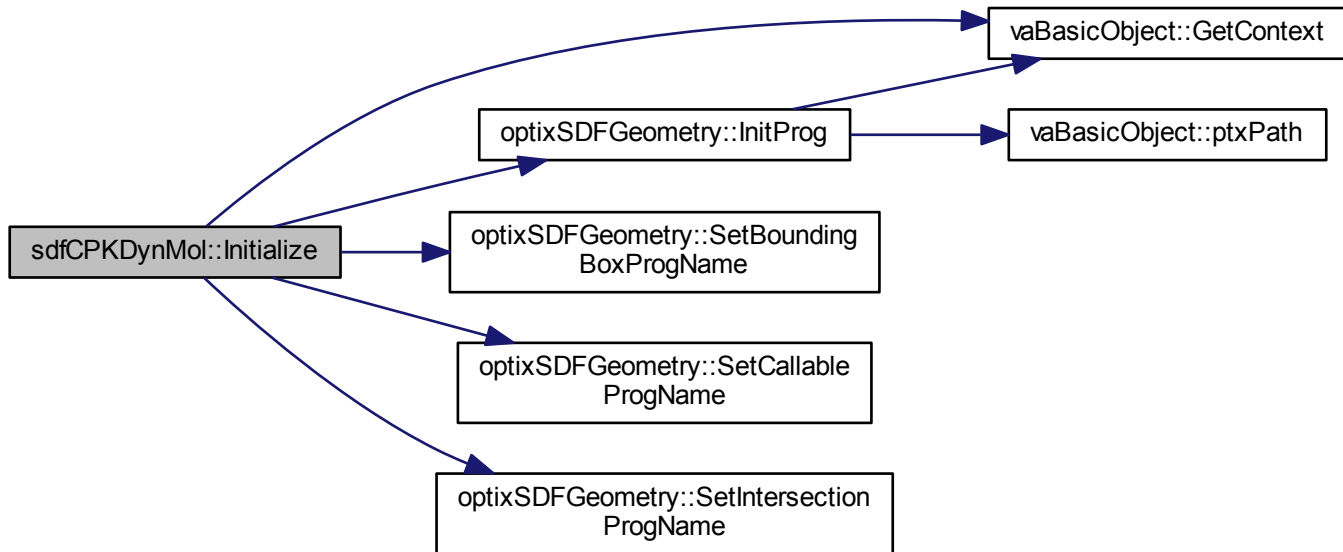 vaBasicObject::GetContext
optixSDFGeometry::InitProg
vaBasicObject::ptxPath
sdfCPKDynMol::Initialize
optixSDFGeometry::SetBounding
BoxProgName
optixSDFGeometry::SetCallable
ProgName
optixSDFGeometry::SetIntersection
ProgName